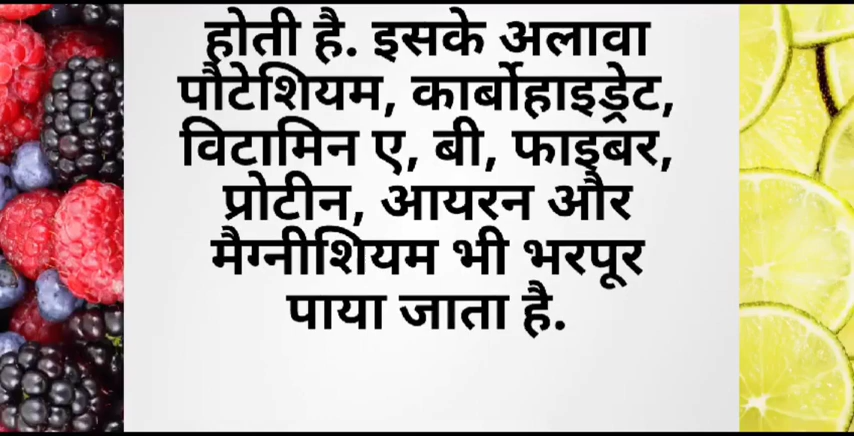 होती है. इसके अलावा
पौटेशियम, कार्बोहाइड्रेट,
विटामिन ए, बी, फाइबर,
प्रोटीन, आयरन और
मैग्नीशियम भी भरपूर
पाया जाता है.